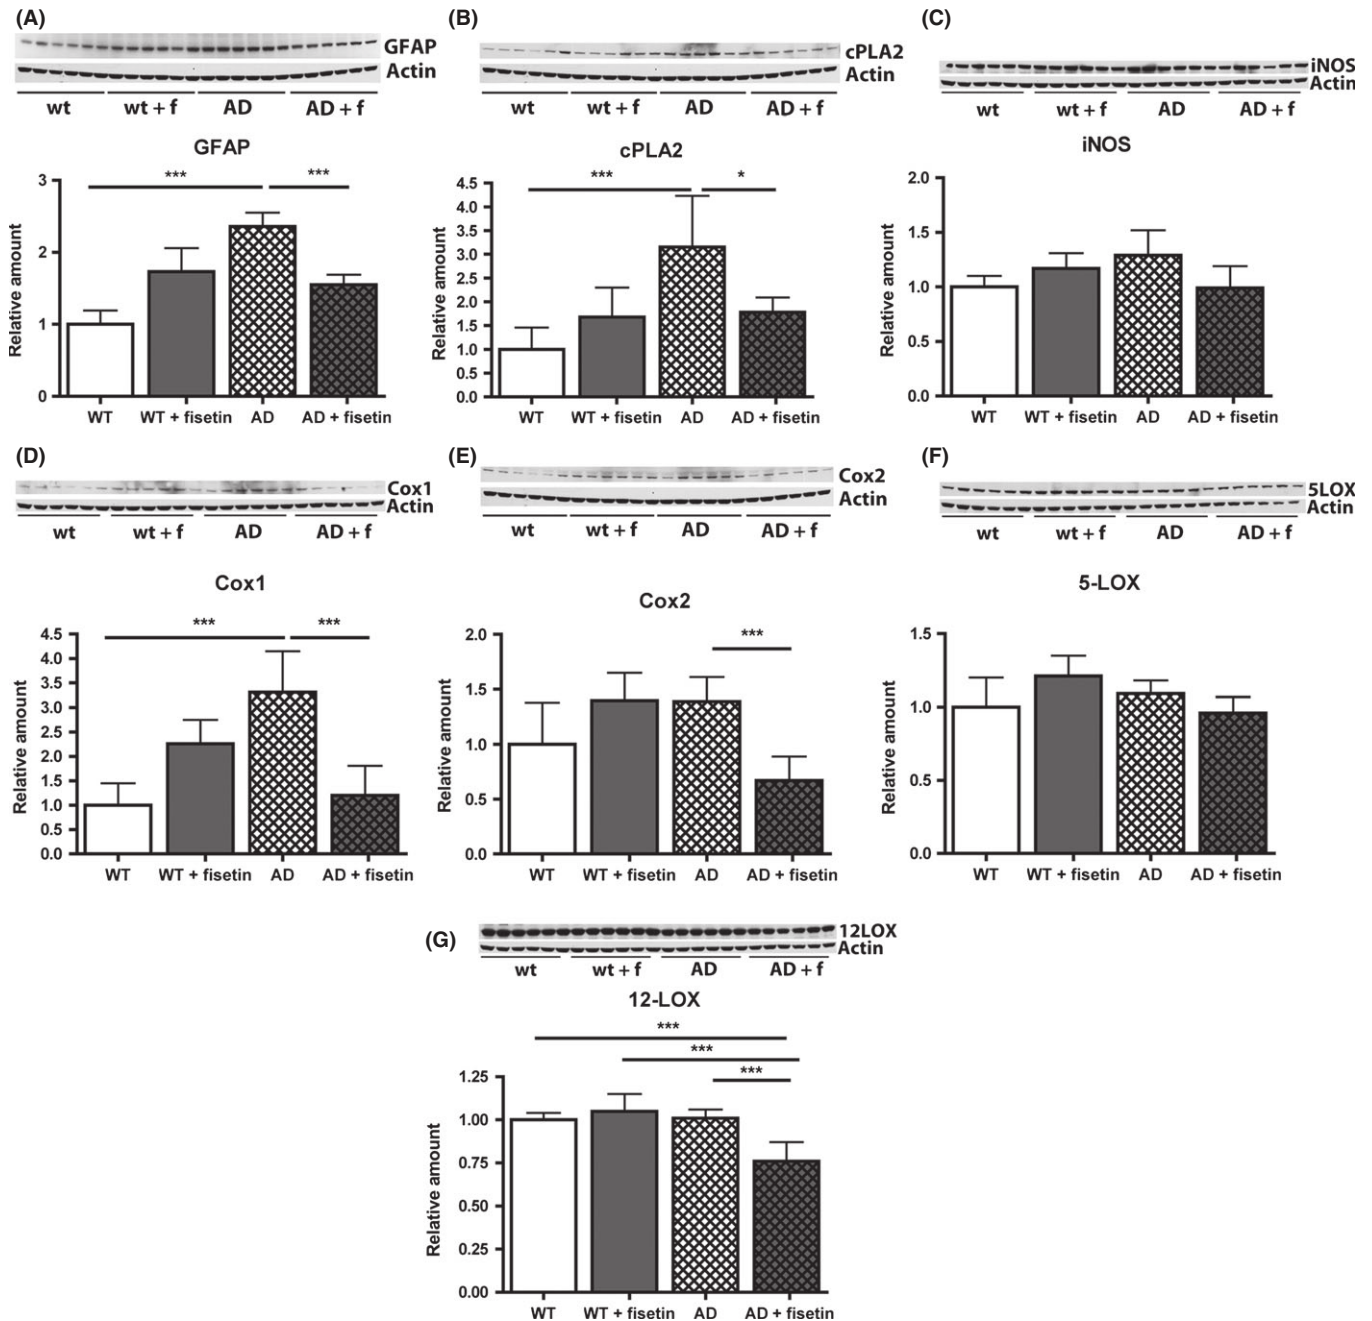 (A)
GFAP
Actin
wt wt + f AD AD + f
GFAP
*** ***
Relative amount
3
2
1
0
WT WT + fisetin AD AD + fisetin
(B)
cPLA2
Actin
wt wt + f AD AD + f
cPLA2
*** *
Relative amount
4.5
4.0
3.5
3.0
2.5
2.0
1.5
1.0
0.5
0.0
WT WT + fisetin AD AD + fisetin
(C)
iNOS
Actin
wt wt + f AD AD + f
iNOS
Relative amount
2.0
1.5
1.0
0.5
0.0
WT WT + fisetin AD AD + fisetin
(D)
Cox1
Actin
wt wt + f AD AD + f
Cox1
*** ***
Relative amount
4.5
4.0
3.5
3.0
2.5
2.0
1.5
1.0
0.5
0.0
WT WT + fisetin AD AD + fisetin
(E)
Cox2
Actin
wt wt + f AD AD + f
Cox2
***
Relative amount
2.0
1.5
1.0
0.5
0.0
WT WT + fisetin AD AD + fisetin
(F)
5LOX
Actin
wt wt + f AD AD + f
5-LOX
Relative amount
1.5
1.0
0.5
0.0
WT WT + fisetin AD AD + fisetin
(G)
12LOX
Actin
wt wt + f AD AD + f
12-LOX
***
***
***
Relative amount
1.25
1.00
0.75
0.50
0.25
0.00
WT WT + fisetin AD AD + fisetin